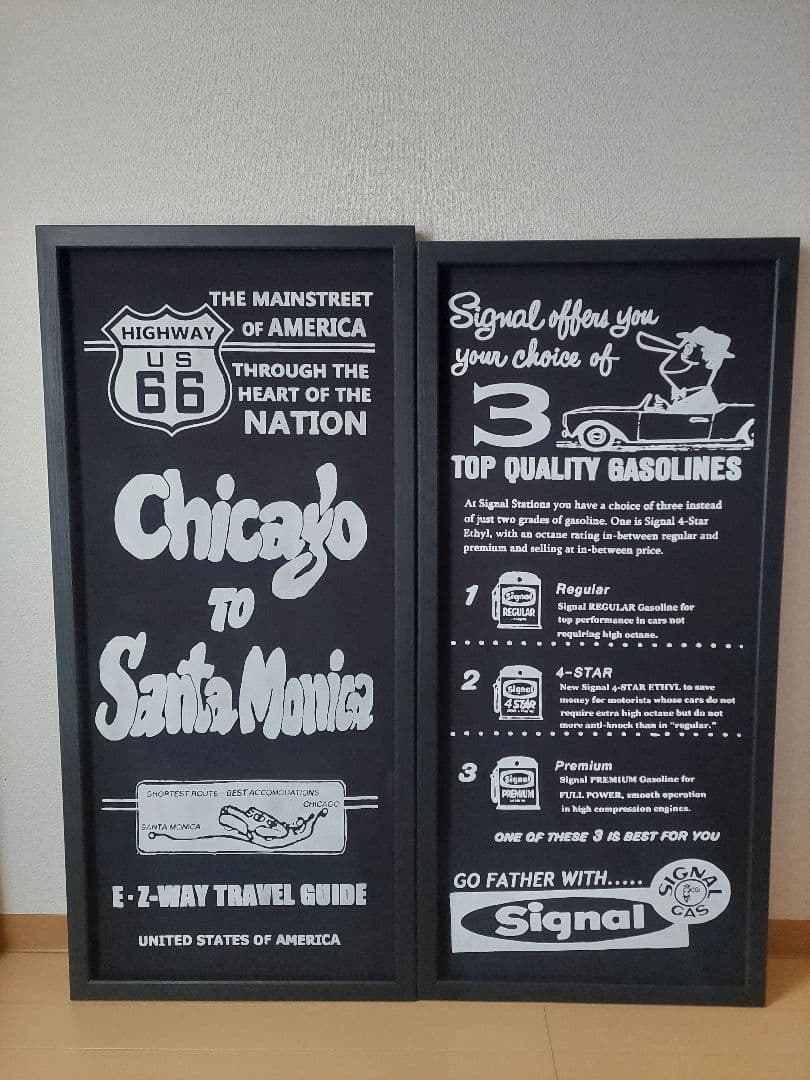 THE MAINSTREET
OF AMERICA
HIGHWAY
US
66
THROUGH THE
HEART OF THE
NATION
Chicago
TO
Santa Monica
SHORTEST ROUTE - BEST ACCOMODATIONS
CHICAGO
SANTA MONICA
E·Z-WAY TRAVEL GUIDE
UNITED STATES OF AMERICA
Signal offers you
your choice of
3
TOP QUALITY GASOLINES
At Signal Stations you have a choice of three instead
of just two grades of gasoline. One is Signal 4-Star
Ethyl, with an octane rating in-between regular and
premium and selling at in-between price.
1
Signal
REGULAR
Regular
Signal REGULAR Gasoline for
top performance in cars not
requiring high octane.
2
Signal
4 STAR
4-STAR
New Signal 4-STAR ETHYL to save
money for motorists whose cars do not
require extra high octane but do not
more anti-knock than in "regular."
3
Signal
PREMIUM
Premium
Signal PREMIUM Gasoline for
FULL POWER, smooth operation
in high compression engines.
ONE OF THESE 3 IS BEST FOR YOU
GO FATHER WITH.....
Signal
SIGNAL
GAS